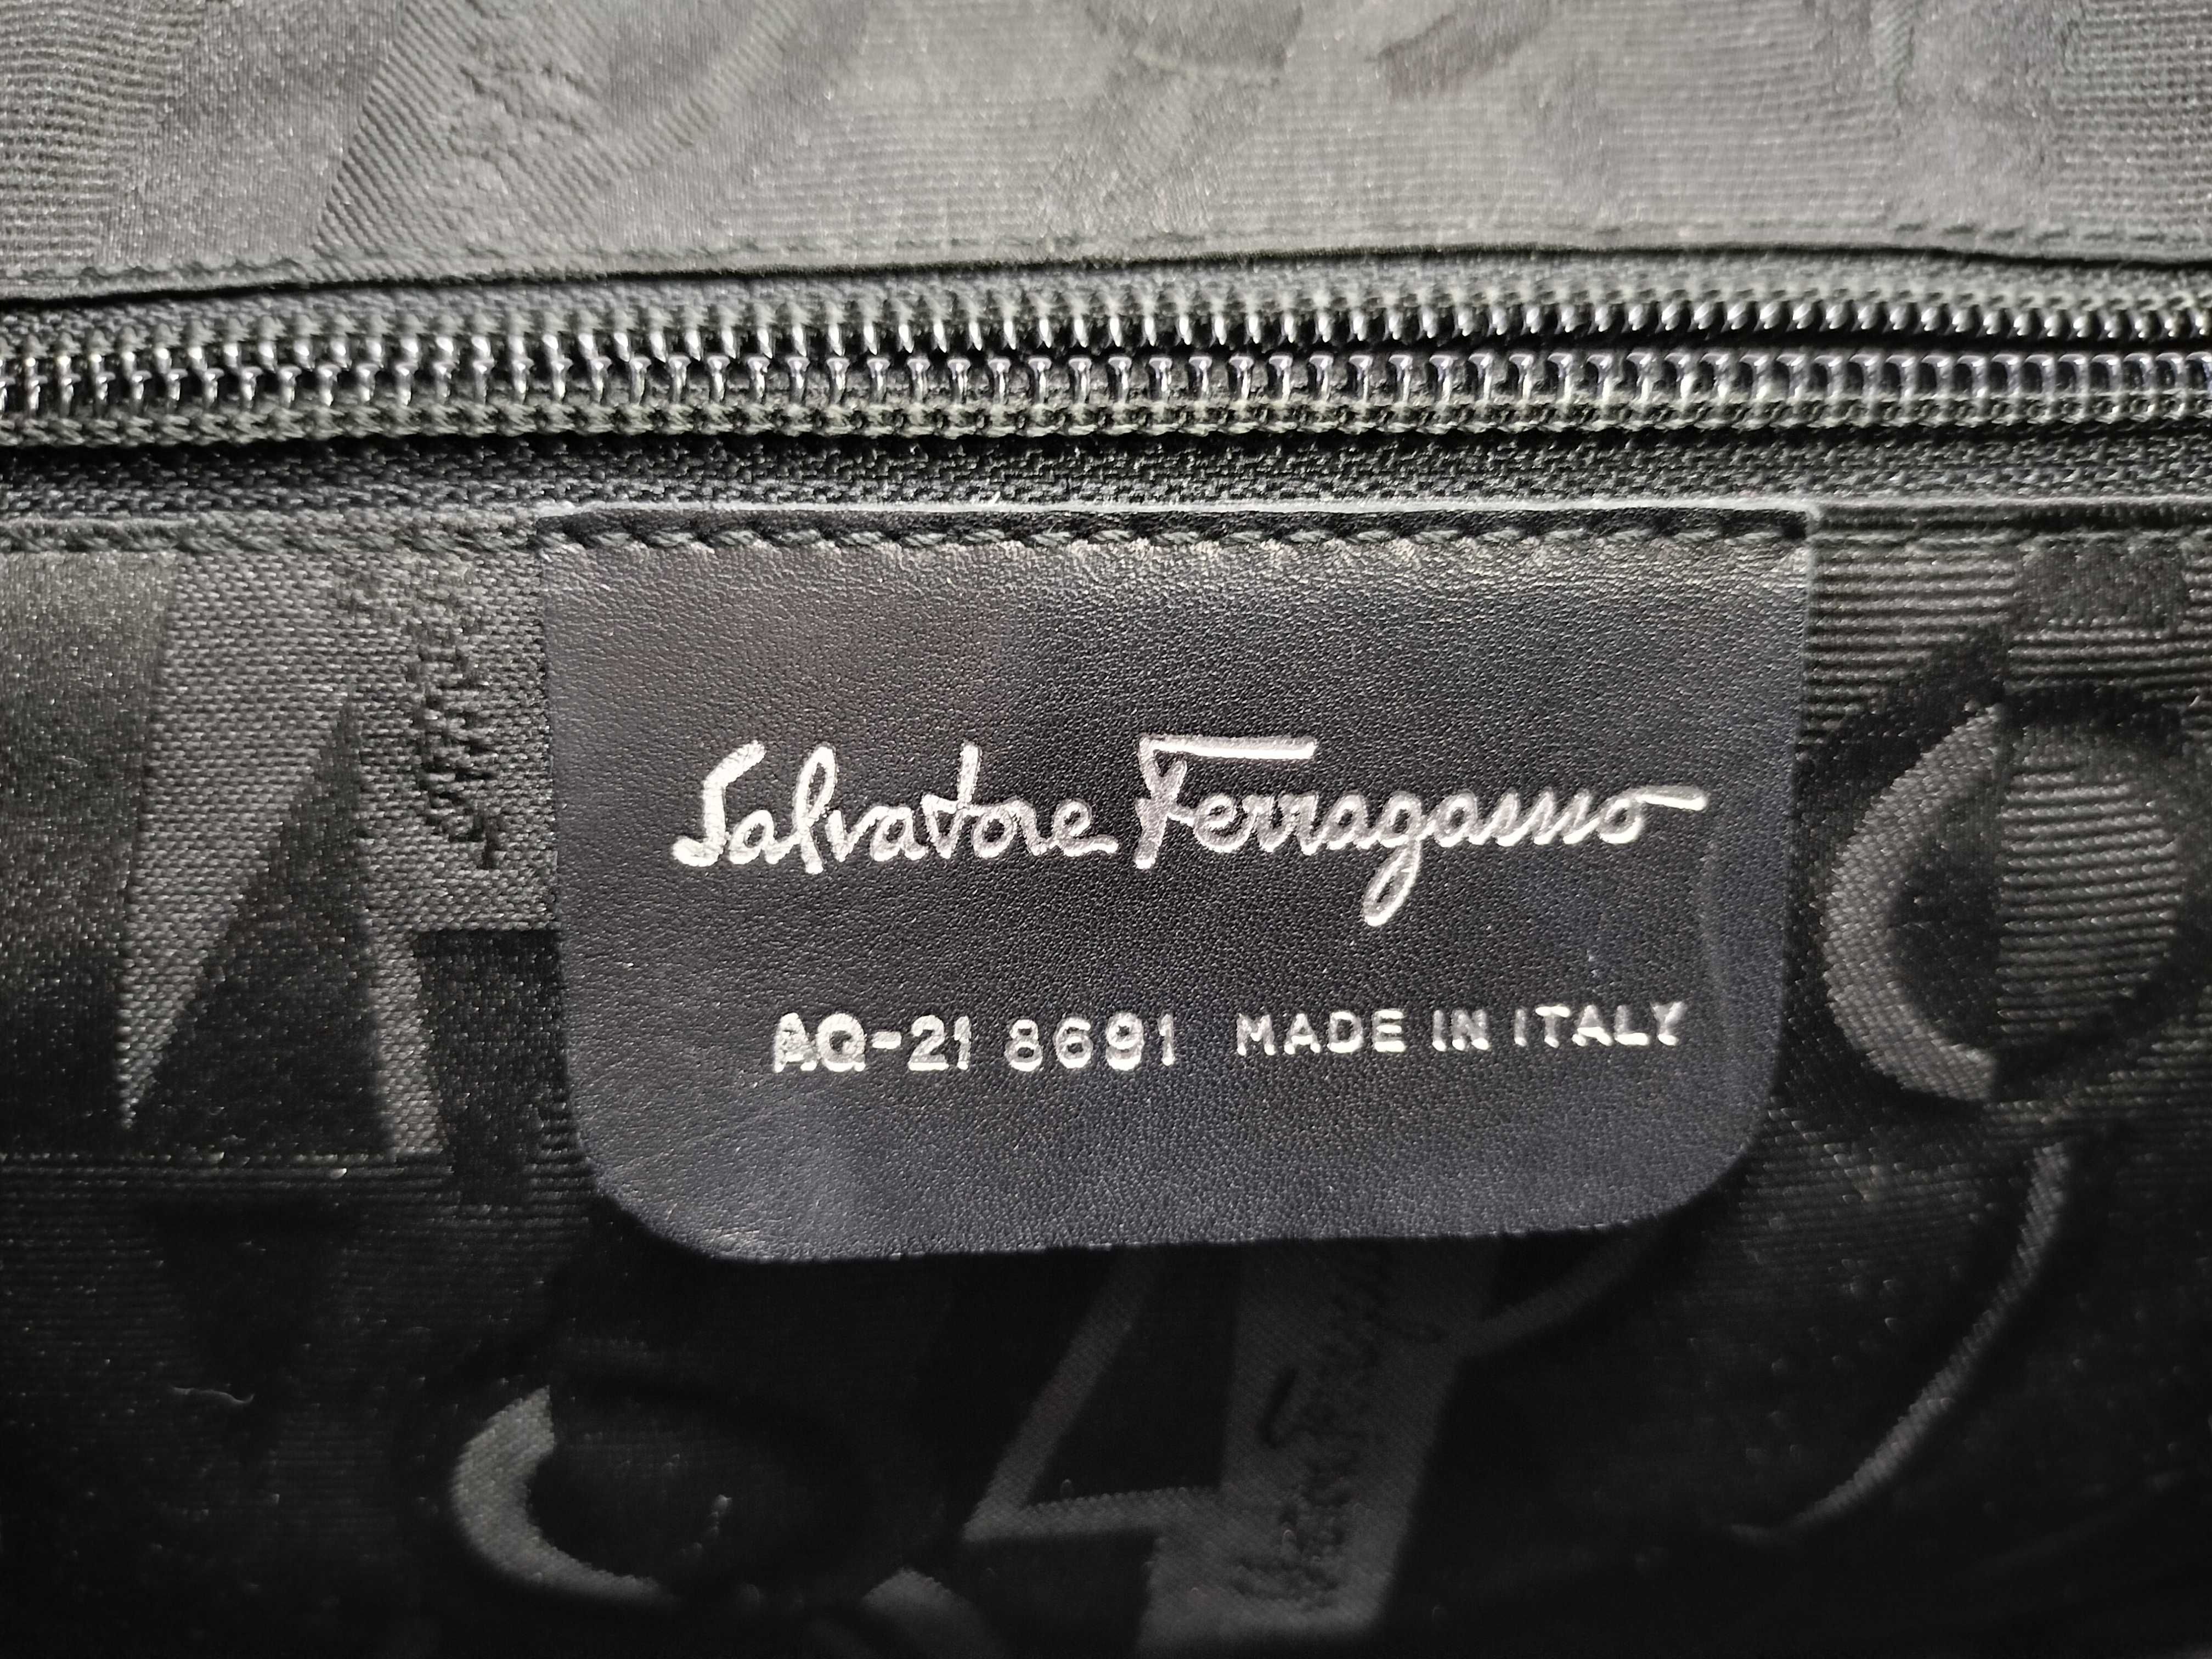 Salvatore Ferragamo
AQ-21 8691 MADE IN ITALY